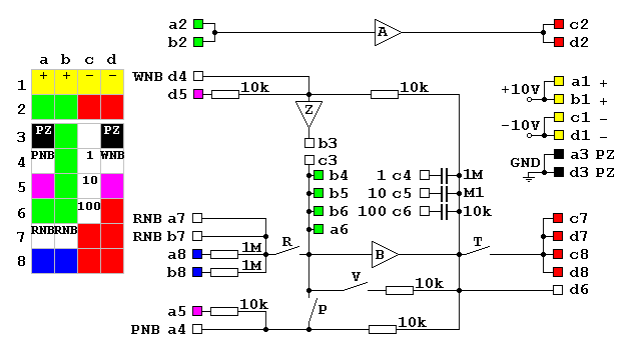 a2
b2
A
c2
d2
a b c d
1 + + - -
2
3 PZ PZ
4 PNB 1 WNB
5 10
6 100
7 RNB RNB
8
WNB d4
d5 10k
10k
Z
b3
c3
b4
b5
b6
a6
1 c4 1M
10 c5 M1
100 c6 10k
+10V
a1 +
b1 +
-10V
c1 -
d1 -
GND
a3 PZ
d3 PZ
RNB a7
RNB b7
a8 1M
b8 1M
R
B
T
c7
d7
c8
d8
d6
V
10k
P
a5 10k
PNB a4
10k